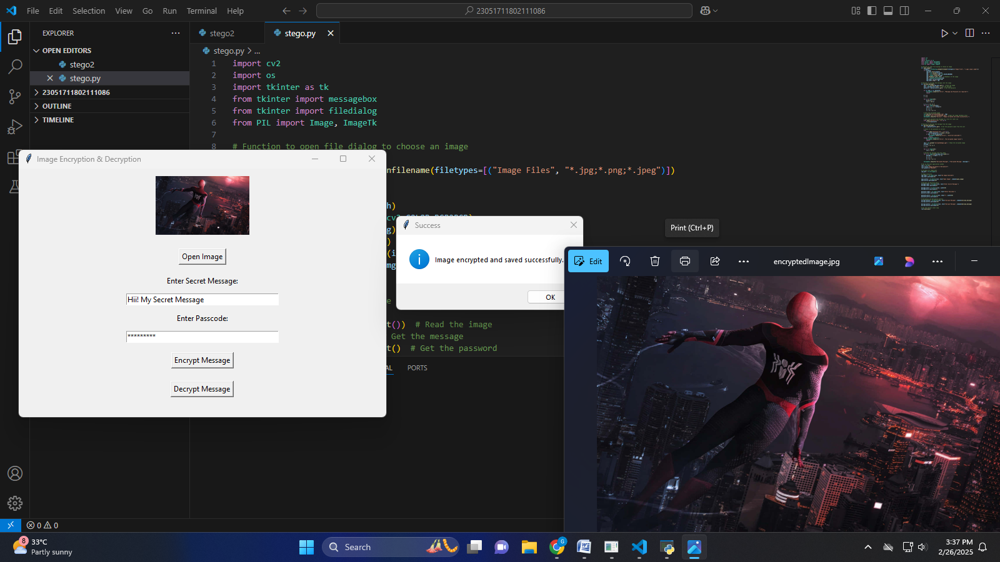 File Edit Selection View Go Run Terminal Help
23051711802111086
EXPLORER
OPEN EDITORS
stego2
stego.py
23051711802111086
OUTLINE
TIMELINE
stego2
stego.py
stego.py > ...
1 import cv2
2 import os
3 import tkinter as tk
4 from tkinter import messagebox
5 from tkinter import filedialog
6 from PIL import Image, ImageTk
7
8 # Function to open file dialog to choose an image
nfilename(filetypes=[("Image Files", "*.jpg;*.png;*.jpeg")])
h)
g)
)
(i
mg
e
t()) # Read the image
Get the message
t() # Get the password
AL PORTS
Image Encryption & Decryption
Open Image
Enter Secret Message:
Hii! My Secret Message
Enter Passcode:
*********
Encrypt Message
Decrypt Message
Success
Image encrypted and saved successfully.
OK
Print (Ctrl+P)
Edit
encryptedImage.jpg
0 0
8
33°C
Partly sunny
Search
G
3:37 PM
2/26/2025